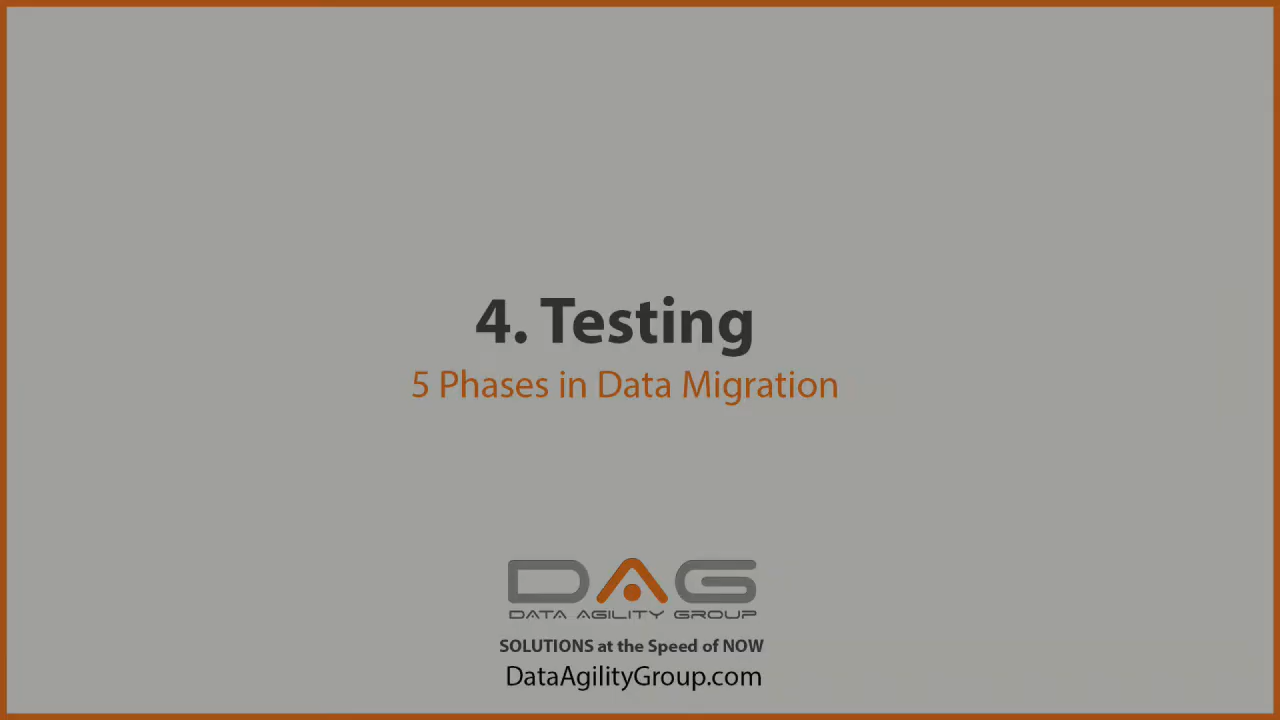 4. Testing
5 Phases in Data Migration
DAG
DATA AGILITY GROUP
SOLUTIONS at the Speed of NOW
DataAgilityGroup.com